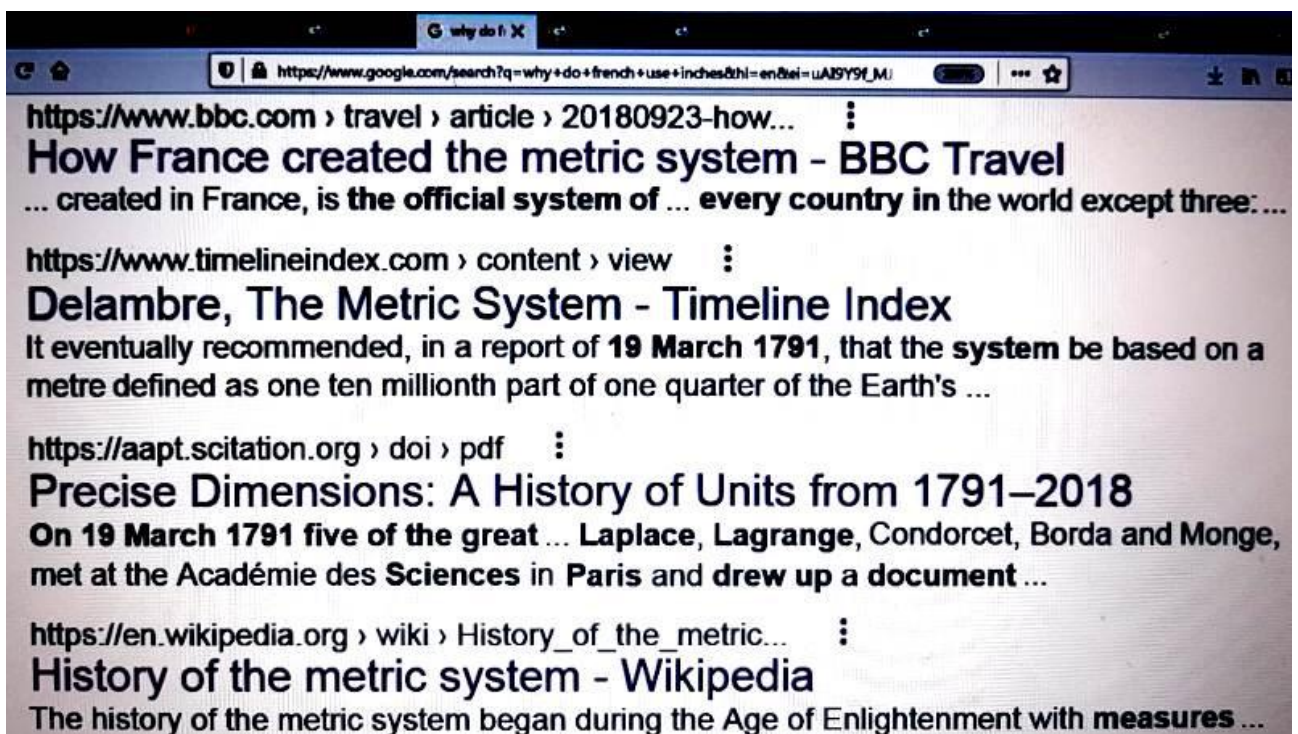 G why do fr X
https://www.google.com/search?q=why+do+french+use+inches&hl=en&ei=
https://www.bbc.com › travel › article › 20180923-how...
How France created the metric system - BBC Travel
... created in France, is the official system of ... every country in the world except three: ...
https://www.timelineindex.com › content › view
Delambre, The Metric System - Timeline Index
It eventually recommended, in a report of 19 March 1791, that the system be based on a
metre defined as one ten millionth part of one quarter of the Earth's ...
https://aapt.scitation.org › doi › pdf
Precise Dimensions: A History of Units from 1791–2018
On 19 March 1791 five of the great ... Laplace, Lagrange, Condorcet, Borda and Monge,
met at the Académie des Sciences in Paris and drew up a document ...
https://en.wikipedia.org › wiki › History_of_the_metric...
History of the metric system - Wikipedia
The history of the metric system began during the Age of Enlightenment with measures ...